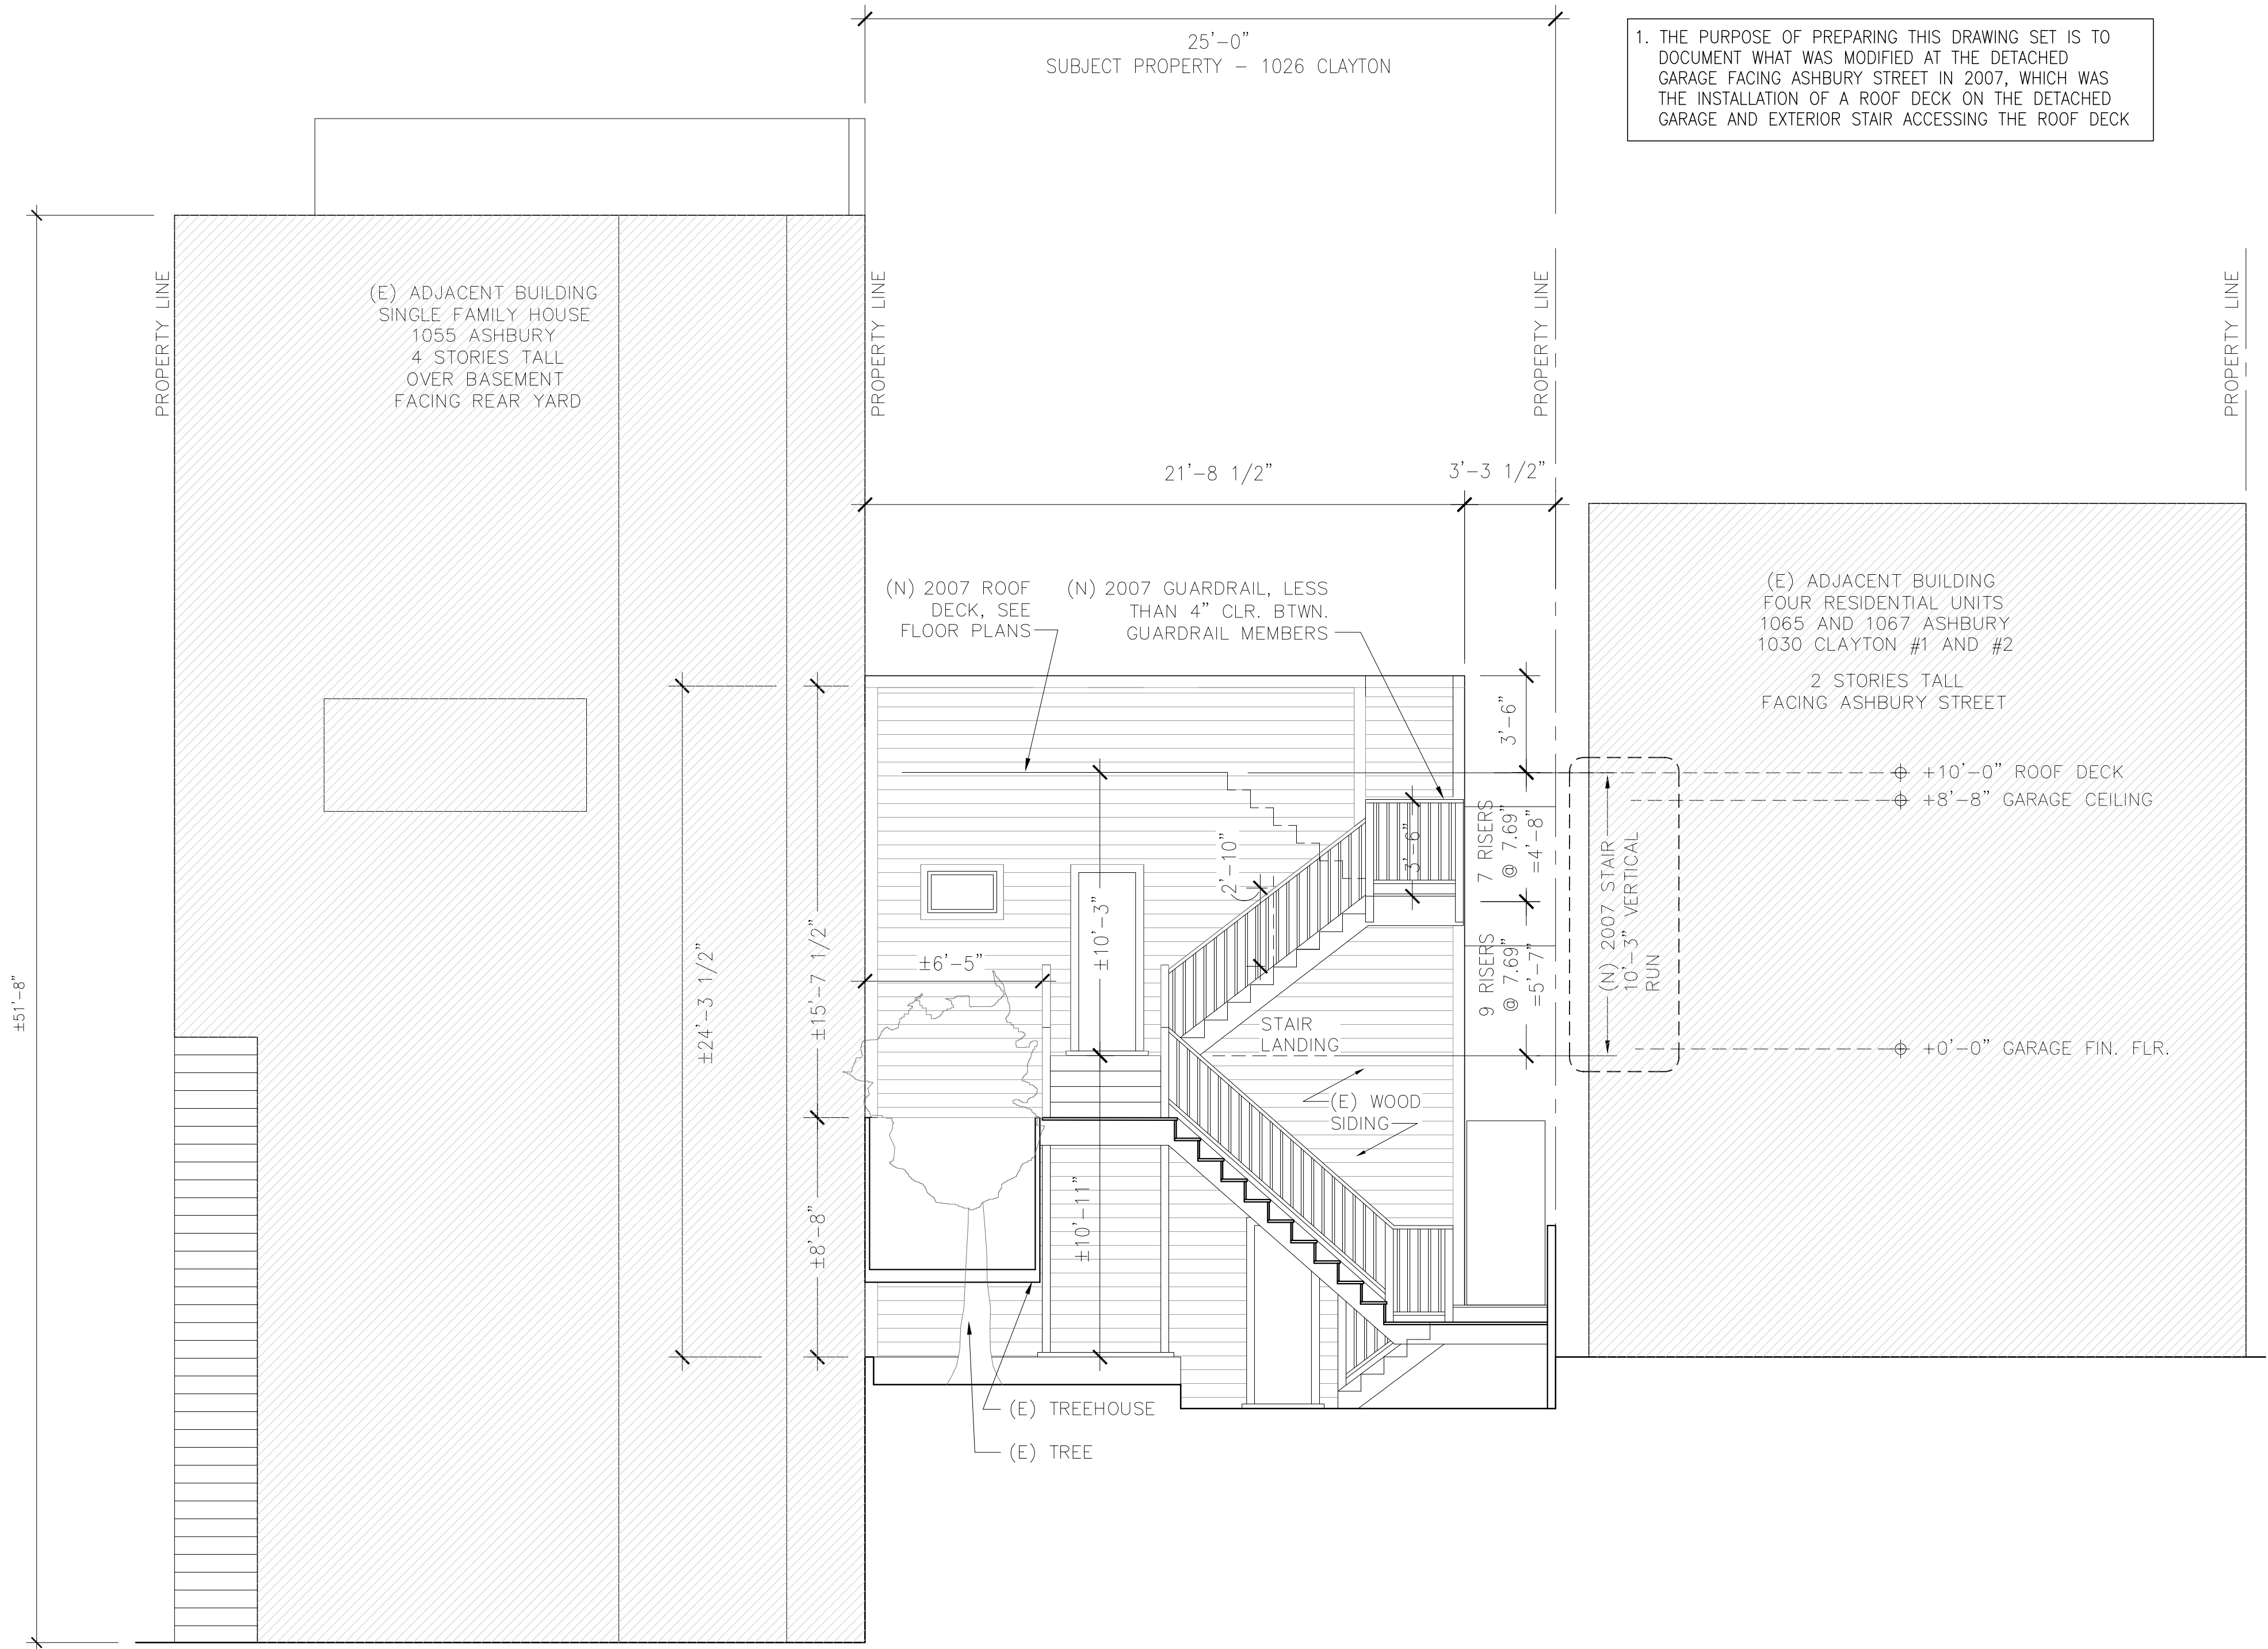 25'-0"
SUBJECT PROPERTY - 1026 CLAYTON
1. THE PURPOSE OF PREPARING THIS DRAWING SET IS TO
DOCUMENT WHAT WAS MODIFIED AT THE DETACHED
GARAGE FACING ASHBURY STREET IN 2007, WHICH WAS
THE INSTALLATION OF A ROOF DECK ON THE DETACHED
GARAGE AND EXTERIOR STAIR ACCESSING THE ROOF DECK
PROPERTY LINE
(E) ADJACENT BUILDING
SINGLE FAMILY HOUSE
1055 ASHBURY
4 STORIES TALL
OVER BASEMENT
FACING REAR YARD
PROPERTY LINE
PROPERTY LINE
PROPERTY LINE
21'-8 1/2"
3'-3 1/2"
(N) 2007 ROOF
DECK, SEE
FLOOR PLANS
(N) 2007 GUARDRAIL, LESS
THAN 4" CLR. BTWN.
GUARDRAIL MEMBERS
(E) ADJACENT BUILDING
FOUR RESIDENTIAL UNITS
1065 AND 1067 ASHBURY
1030 CLAYTON #1 AND #2
2 STORIES TALL
FACING ASHBURY STREET
±51'-8"
±24'-3 1/2"
±15'-7 1/2"
±8'-8"
±6'-5"
±10'-3"
±10'-11"
2'-10"
3'-6"
3'-6"
7 RISERS
@ 7.69"
=4'-8"
9 RISERS
@ 7.69"
=5'-7"
(N) 2007 STAIR
10'-3" VERTICAL
RUN
+10'-0" ROOF DECK
+8'-8" GARAGE CEILING
+0'-0" GARAGE FIN. FLR.
STAIR
LANDING
(E) WOOD
SIDING
(E) TREEHOUSE
(E) TREE